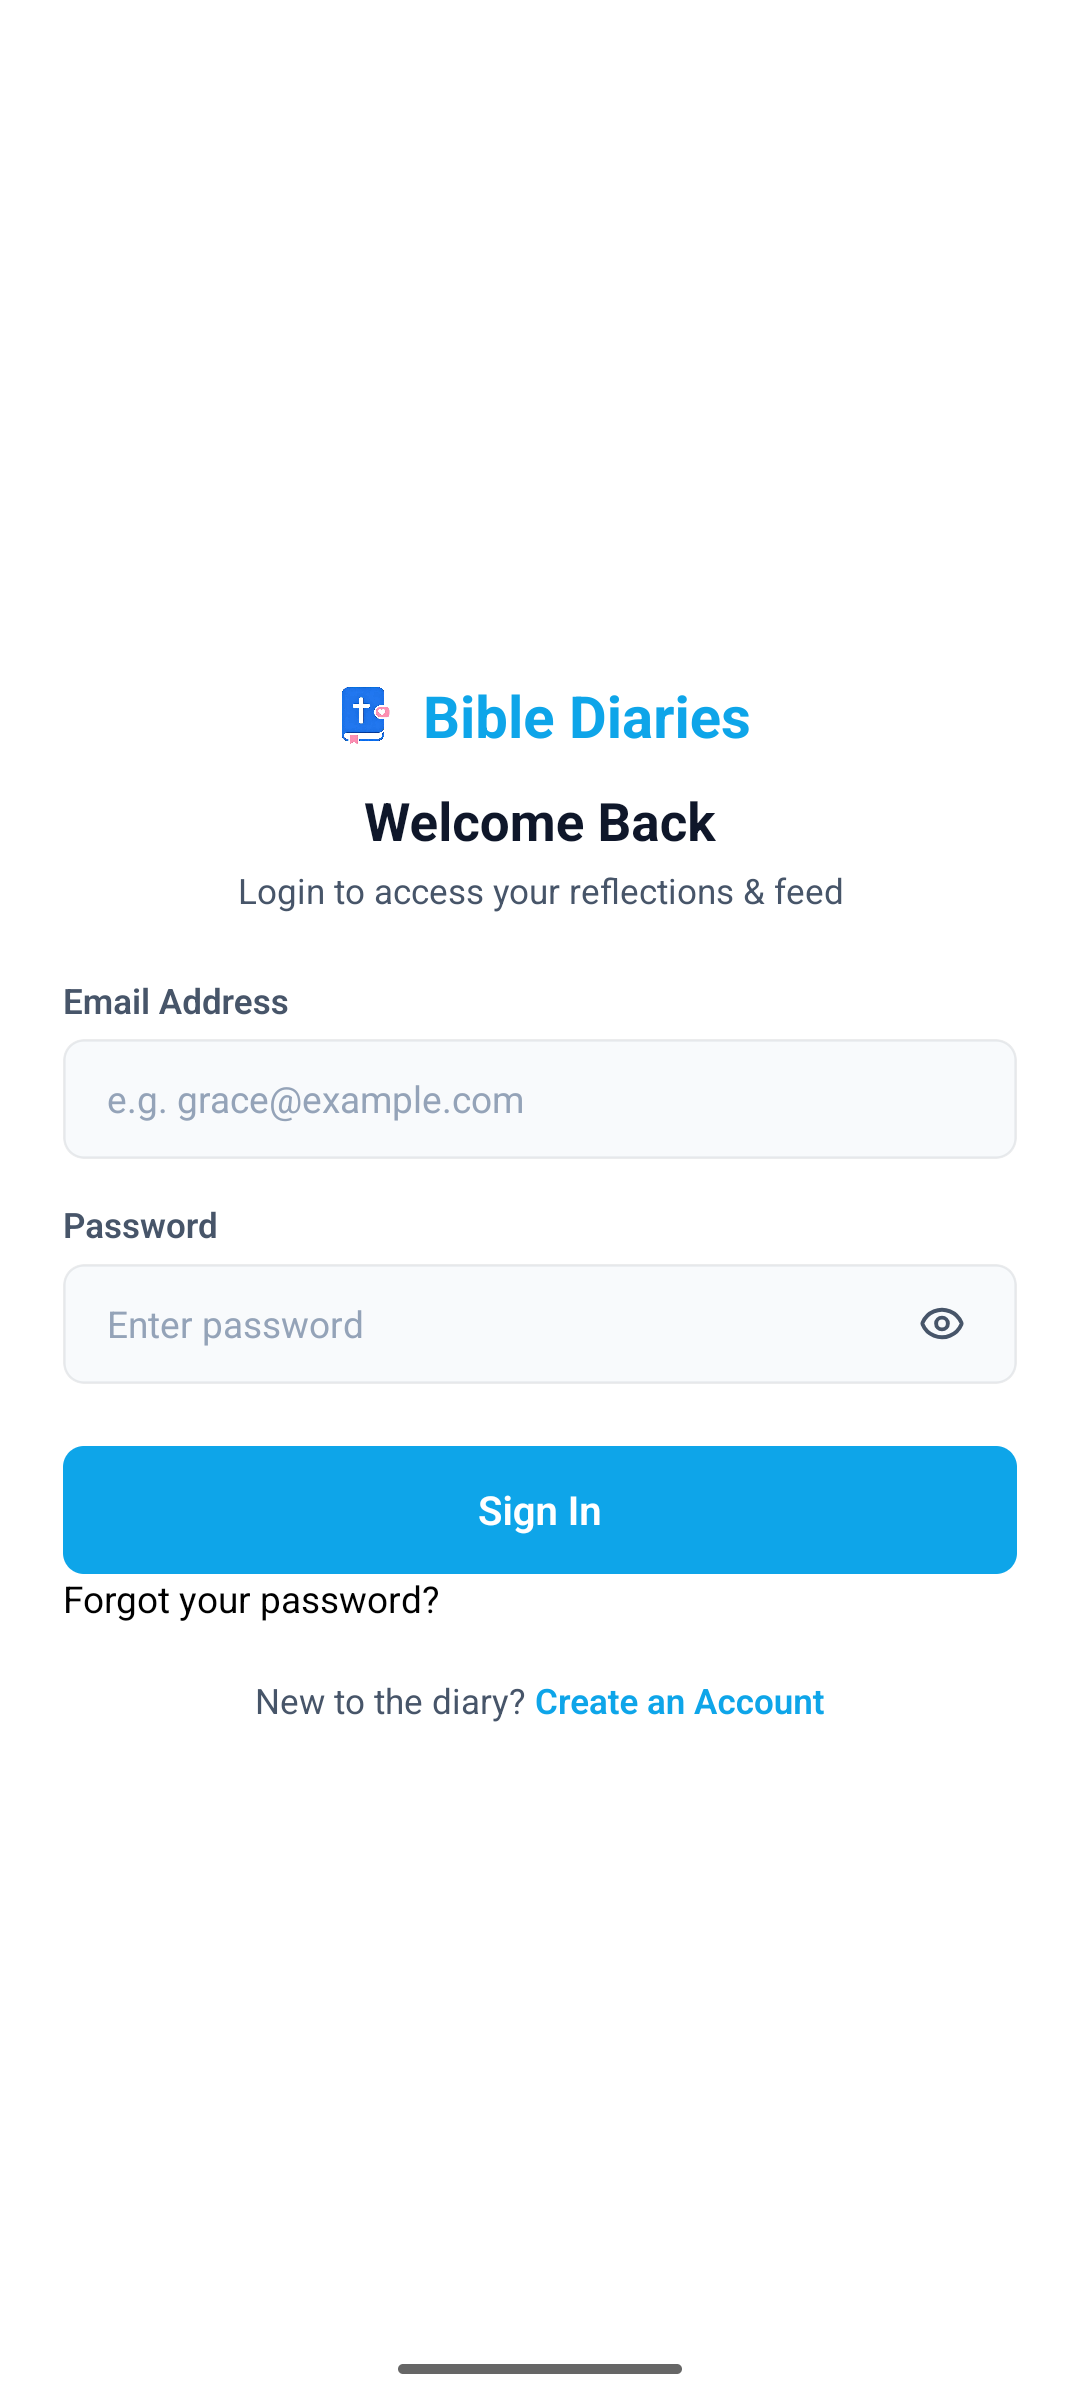 Bible Diaries
Welcome Back
Login to access your reflections & feed
Email Address
e.g. grace@example.com
Password
Enter password
Sign In
Forgot your password?
New to the diary? Create an Account